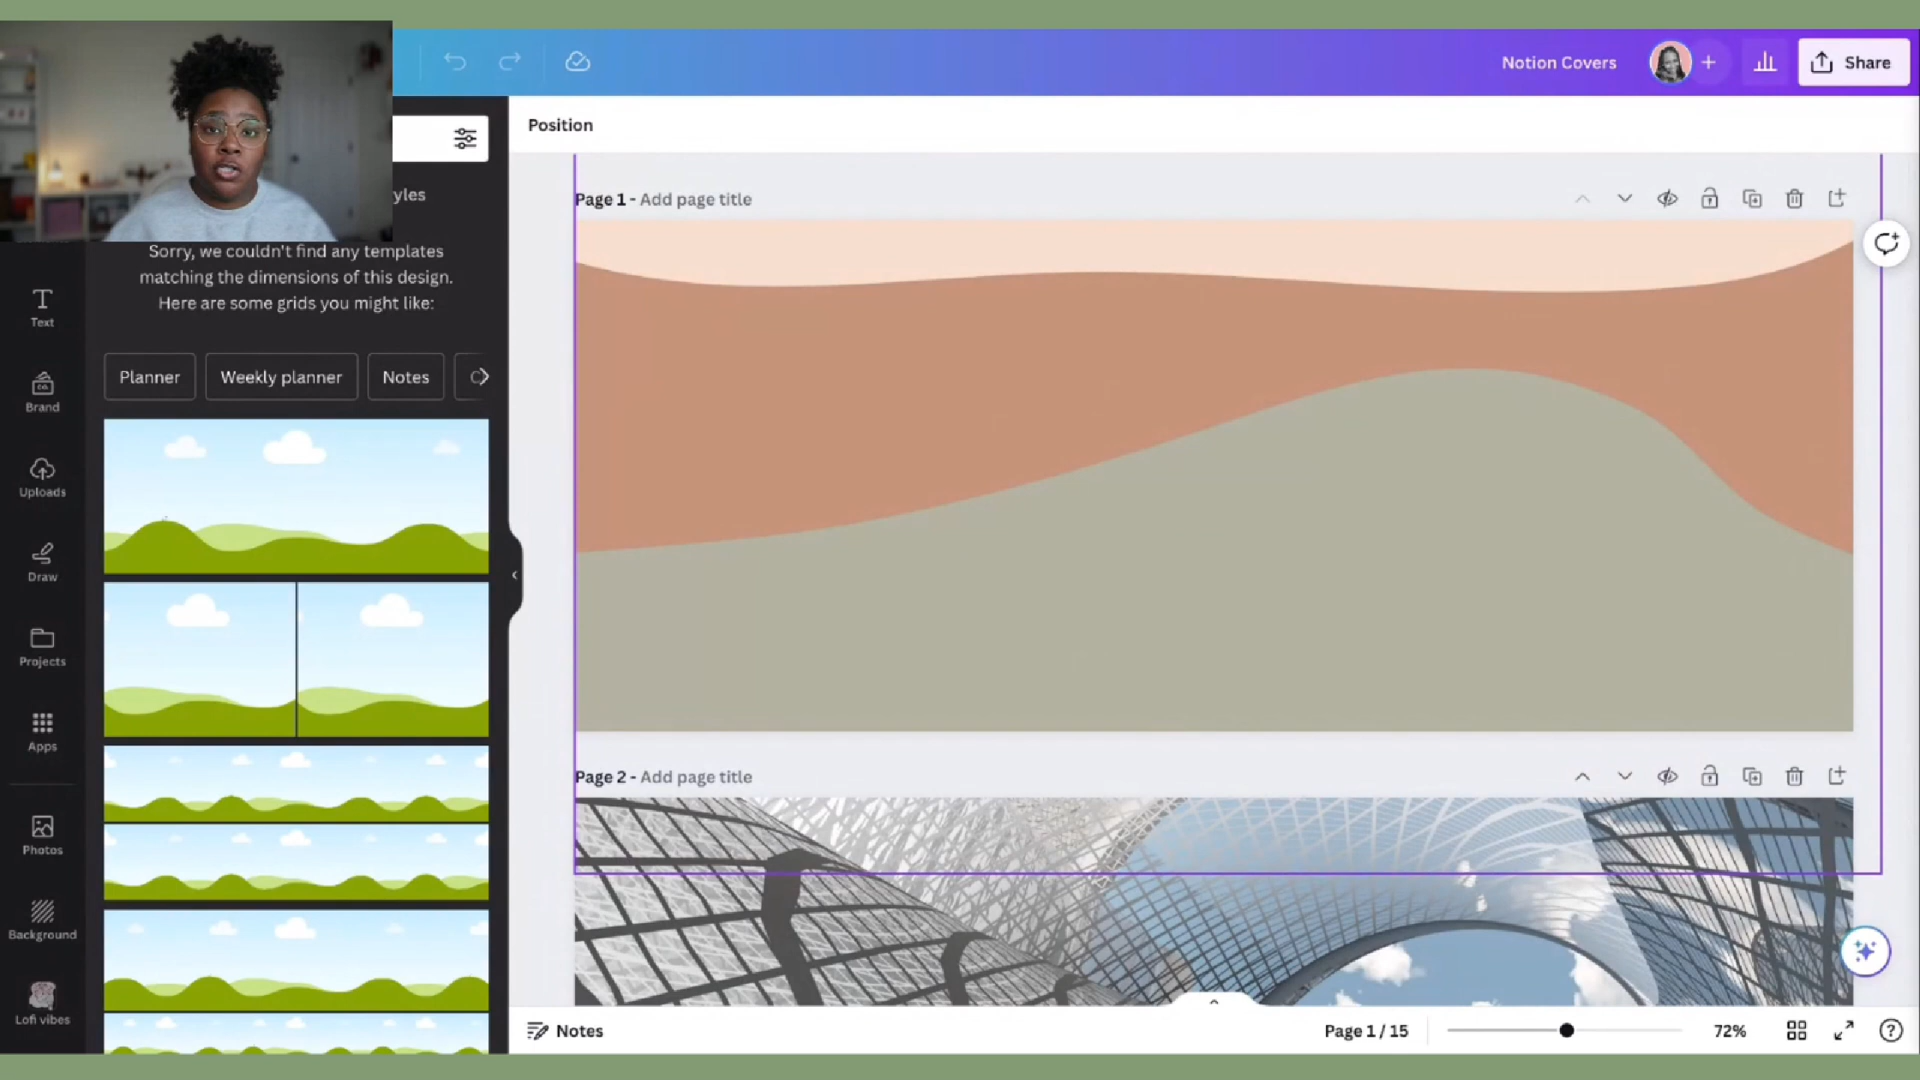 Notion Covers
Share
Position
yles
Sorry, we couldn't find any templates
matching the dimensions of this design.
Here are some grids you might like:
Planner
Weekly planner
Notes
Text
Brand
Uploads
Draw
Projects
Apps
Photos
Background
Lofi vibes
Page 1 - Add page title
Page 2 - Add page title
Notes
Page 1 / 15
72%